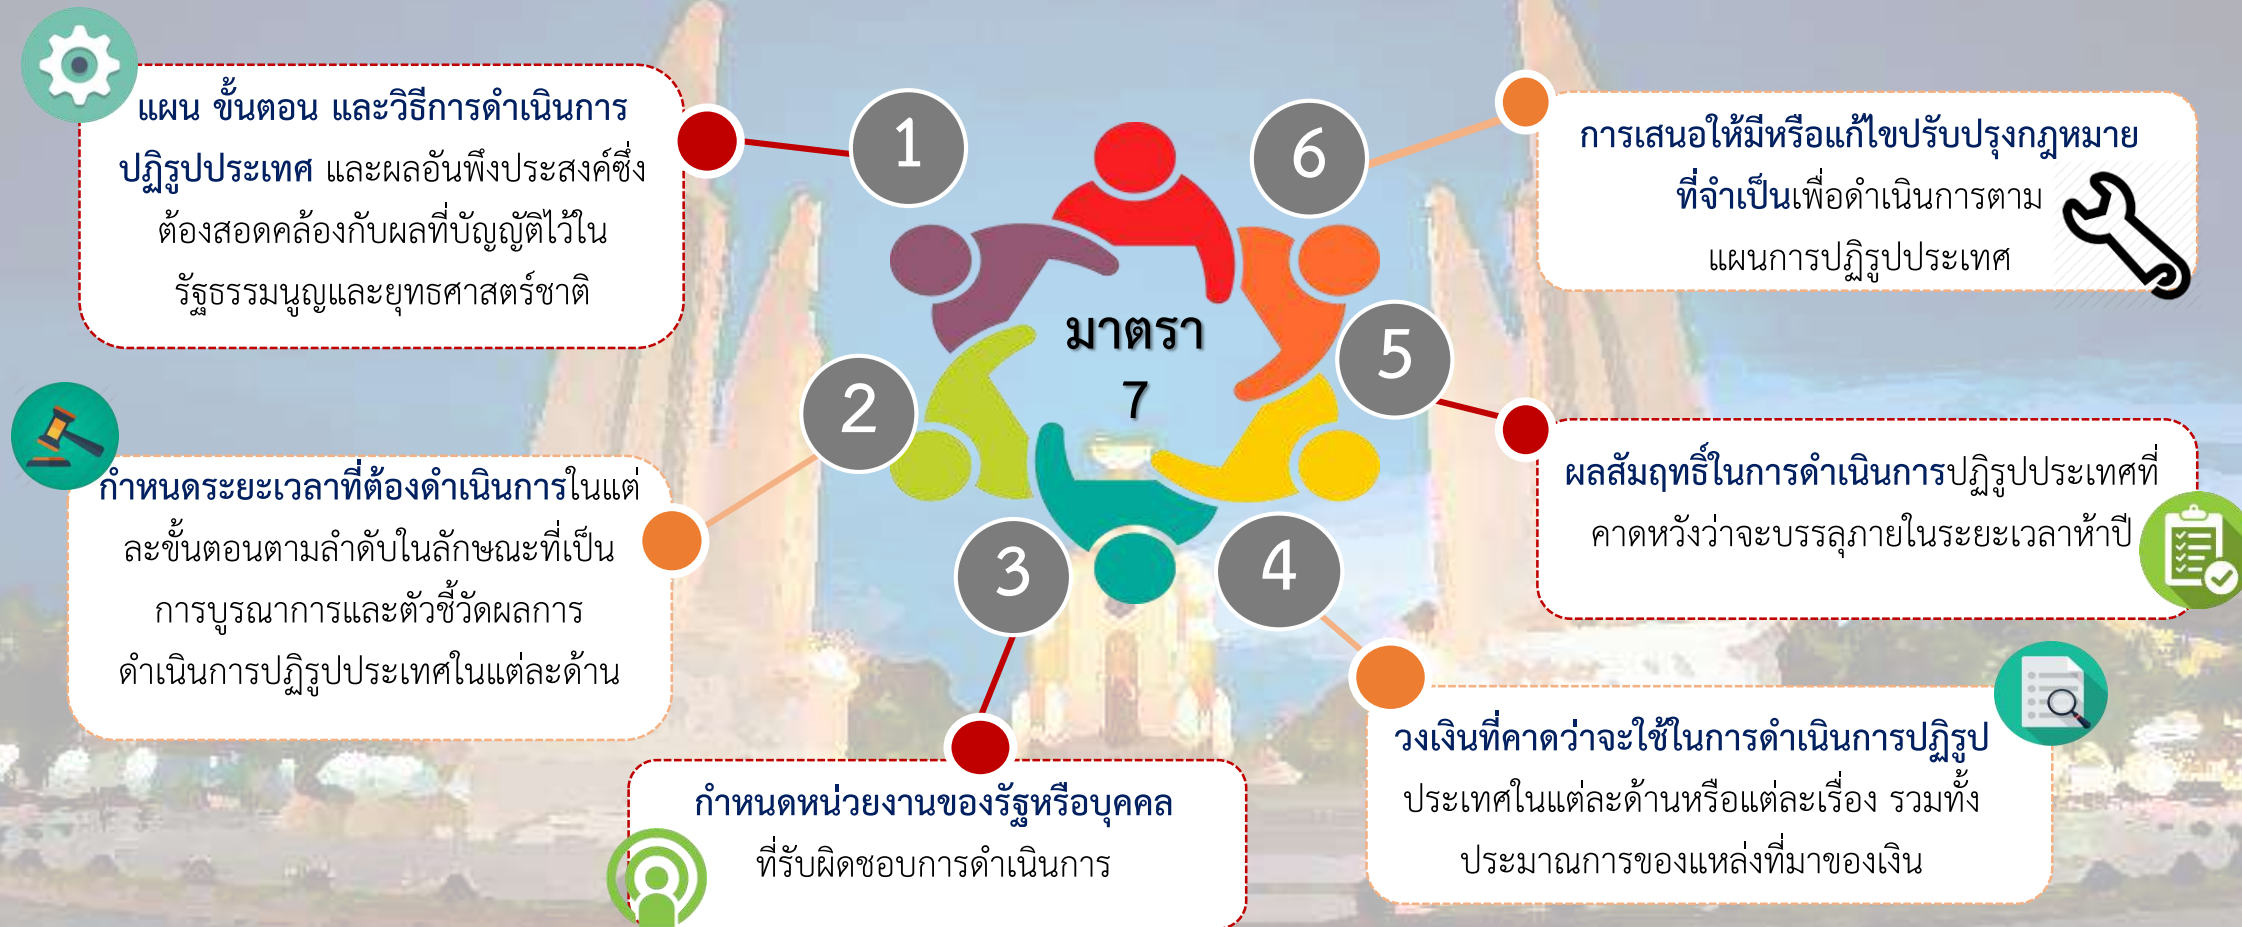 1
แผน ขั้นตอน และวิธีการดำเนินการ
ปฏิรูปประเทศ และผลอันพึงประสงค์ซึ่ง
ต้องสอดคล้องกับผลที่บัญญัติไว้ใน
รัฐธรรมนูญและยุทธศาสตร์ชาติ
2
กำหนดระยะเวลาที่ต้องดำเนินการในแต่
ละขั้นตอนตามลำดับในลักษณะที่เป็น
การบูรณาการและตัวชี้วัดผลการ
ดำเนินการปฏิรูปประเทศในแต่ละด้าน
3
กำหนดหน่วยงานของรัฐหรือบุคคล
ที่รับผิดชอบการดำเนินการ
มาตรา
7
4
วงเงินที่คาดว่าจะใช้ในการดำเนินการปฏิรูป
ประเทศในแต่ละด้านหรือแต่ละเรื่อง รวมทั้ง
ประมาณการของแหล่งที่มาของเงิน
5
ผลสัมฤทธิ์ในการดำเนินการปฏิรูปประเทศที่
คาดหวังว่าจะบรรลุภายในระยะเวลาห้าปี
6
การเสนอให้มีหรือแก้ไขปรับปรุงกฎหมาย
ที่จำเป็นเพื่อดำเนินการตาม
แผนการปฏิรูปประเทศ